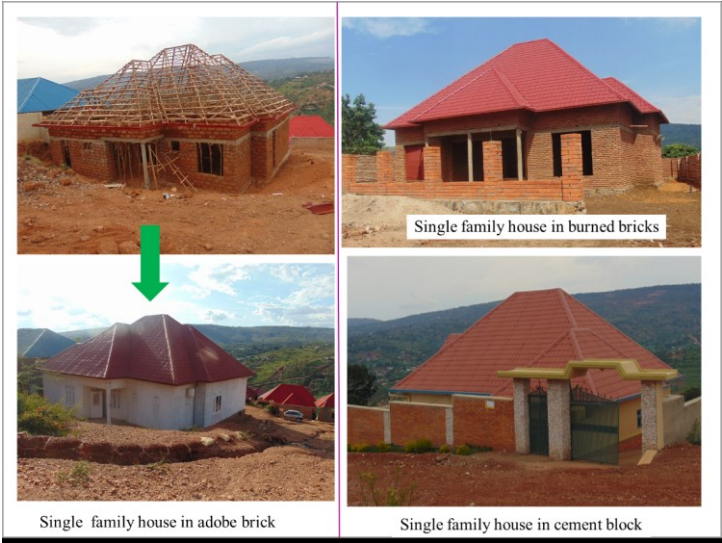 Single family house in burned bricks
Single family house in adobe brick
Single family house in cement block